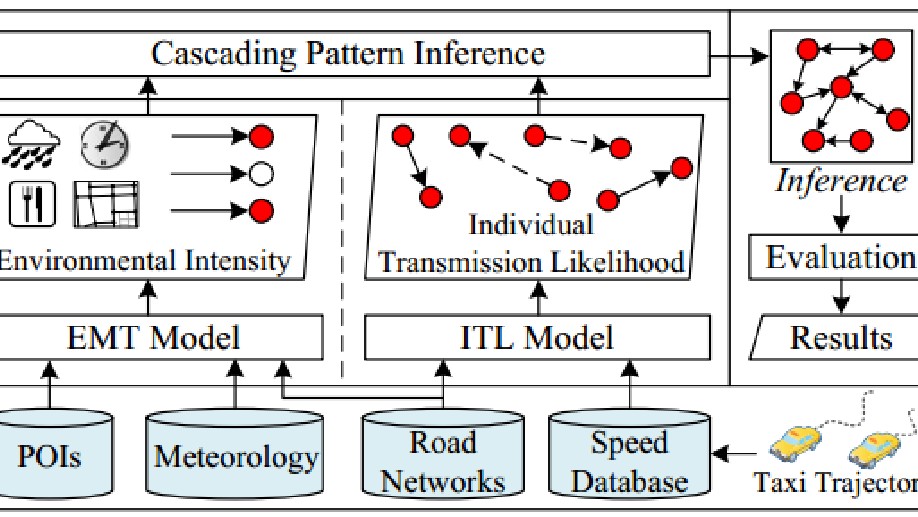 Cascading Pattern Inference
Environmental Intensity
Individual
Transmission Likelihood
Inference
Evaluation
EMT Model
ITL Model
Results
POIs
Meteorology
Road
Networks
Speed
Database
Taxi Trajector